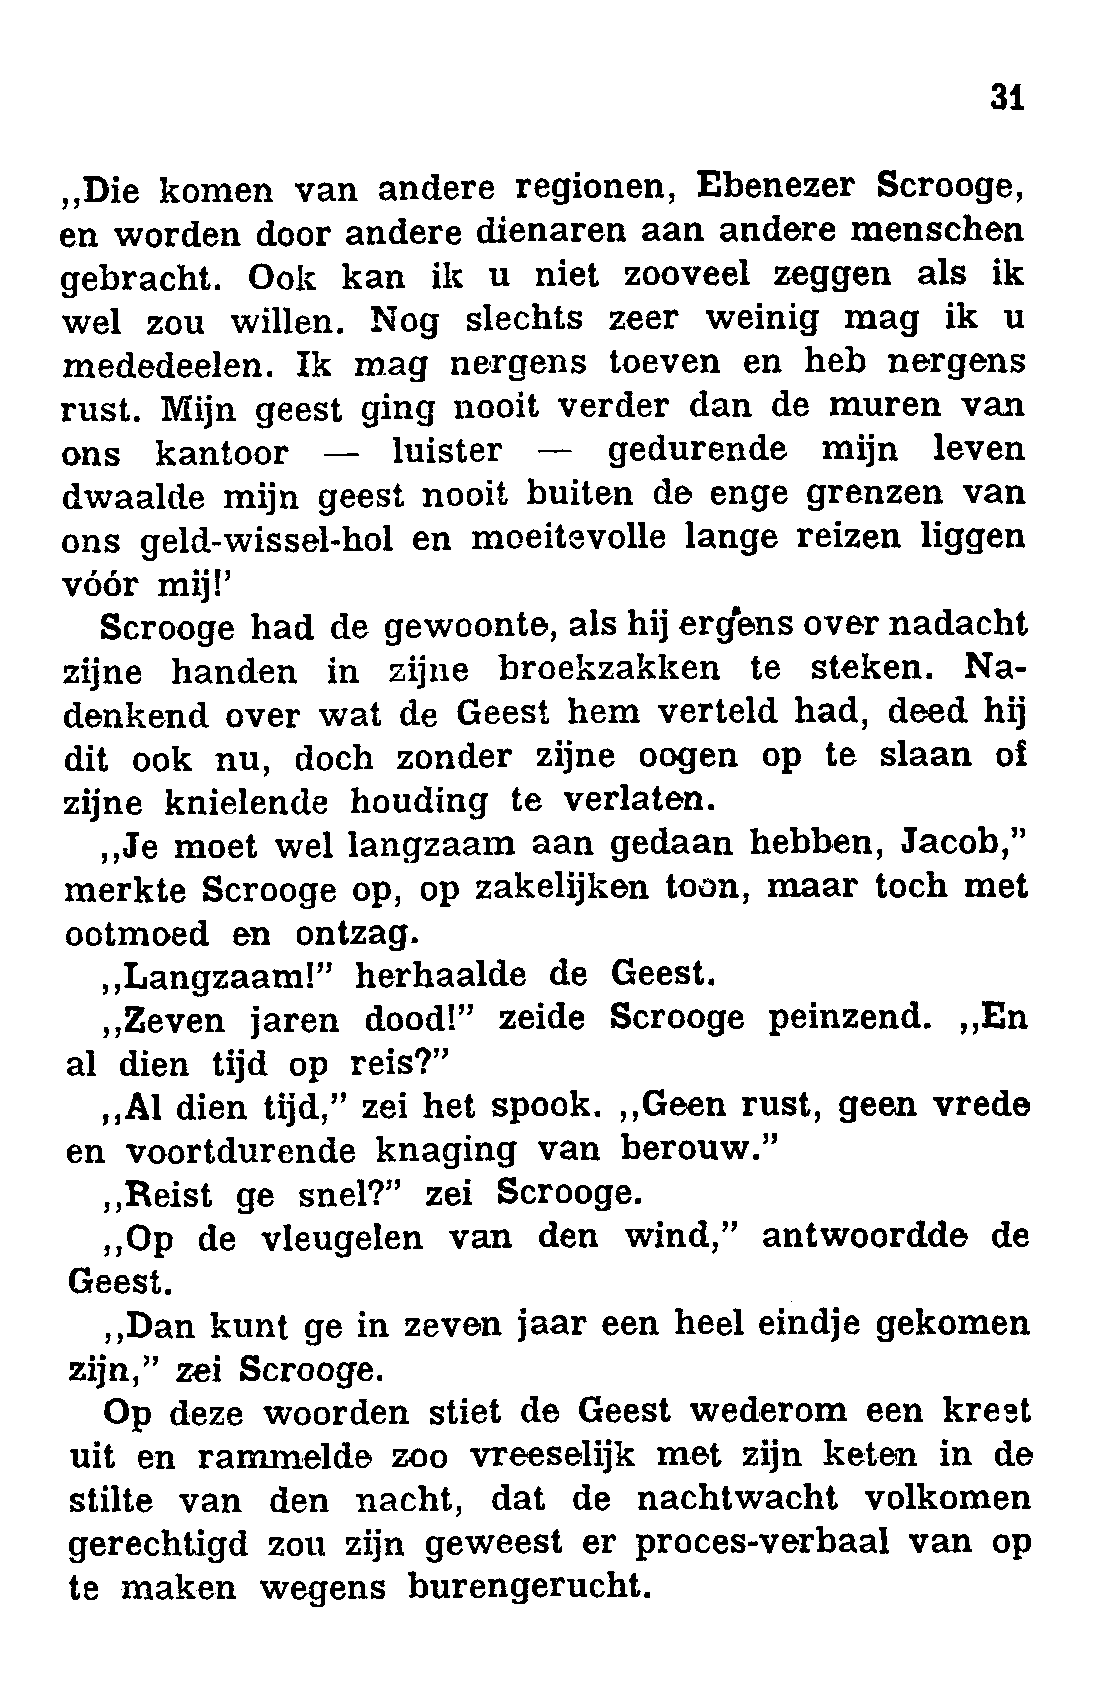 31
,,Die komen van andere regionen, Ebenezer Scrooge,
en worden door andere dienaren aan andere menschen
gebracht. Ook kan ik u niet zooveel zeggen als ik
wel zou willen. Nog slechts zeer weinig mag ik u
mededeelen. Ik mag nergens toeven en heb nergens
rust. Mijn geest ging nooit verder dan de muren van
ons kantoor — luister — gedurende mijn leven
dwaalde mijn geest nooit buiten de enge grenzen van
ons geld-wissel-hol en moeitevolle lange reizen liggen
vóór mij!’
Scrooge had de gewoonte, als hij ergens over nadacht
zijne handen in zijne broekzakken te steken. Na-
denkend over wat de Geest hem verteld had, deed hij
dit ook nu, doch zonder zijne oogen op te slaan of
zijne knielende houding te verlaten.
,,Je moet wel langzaam aan gedaan hebben, Jacob,”
merkte Scrooge op, op zakelijken toon, maar toch met
ootmoed en ontzag.
,,Langzaam!” herhaalde de Geest.
,,Zeven jaren dood!” zeide Scrooge peinzend. ,,En
al dien tijd op reis?”
,,Al dien tijd,” zei het spook. ,,Geen rust, geen vrede
en voortdurende knaging van berouw.”
,,Reist ge snel?” zei Scrooge.
,,Op de vleugelen van den wind,” antwoordde de
Geest.
,,Dan kunt ge in zeven jaar een heel eindje gekomen
zijn,” zei Scrooge.
Op deze woorden stiet de Geest wederom een kreet
uit en rammelde zoo vreeselijk met zijn keten in de
stilte van den nacht, dat de nachtwacht volkomen
gerechtigd zou zijn geweest er proces-verbaal van op
te maken wegens burengerucht.